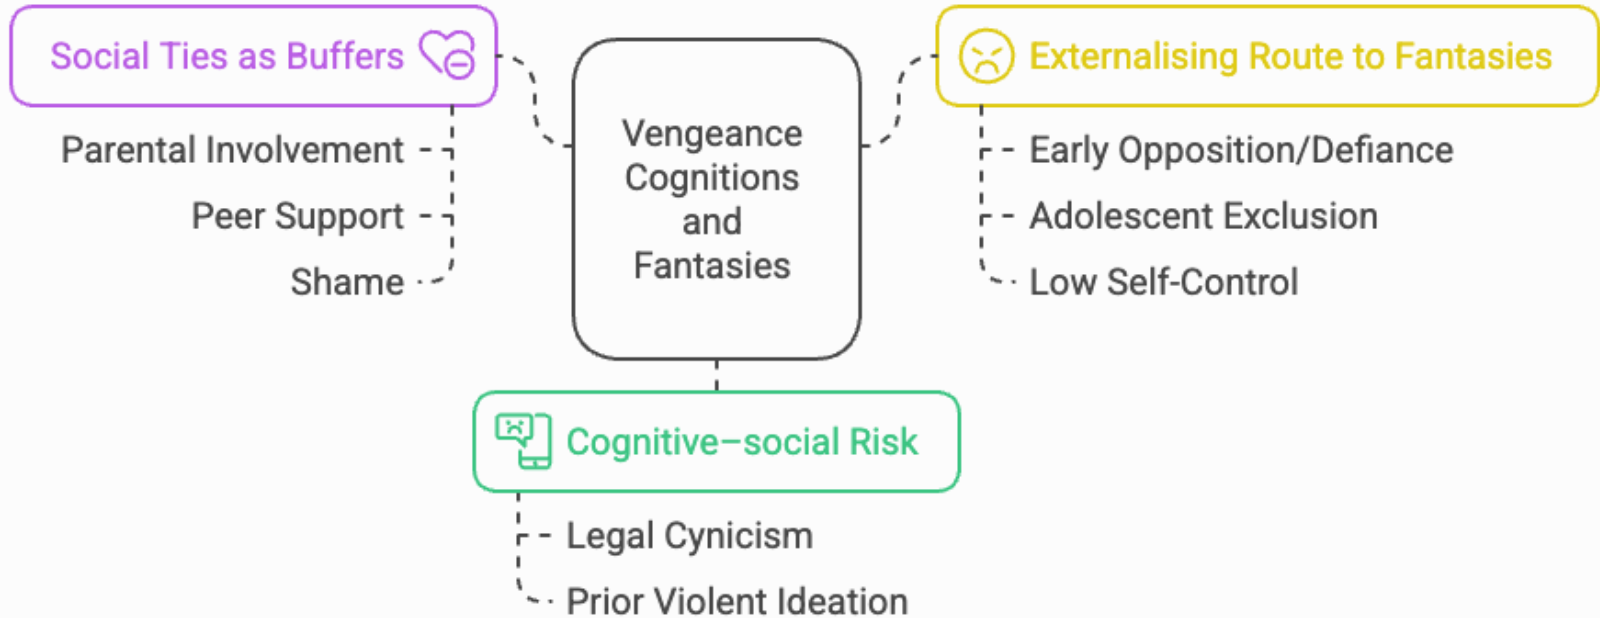 Social Ties as Buffers
Parental Involvement
Peer Support
Shame
Vengeance
Cognitions
and
Fantasies
Externalising Route to Fantasies
Early Opposition/Defiance
Adolescent Exclusion
Low Self-Control
Cognitive–social Risk
Legal Cynicism
Prior Violent Ideation